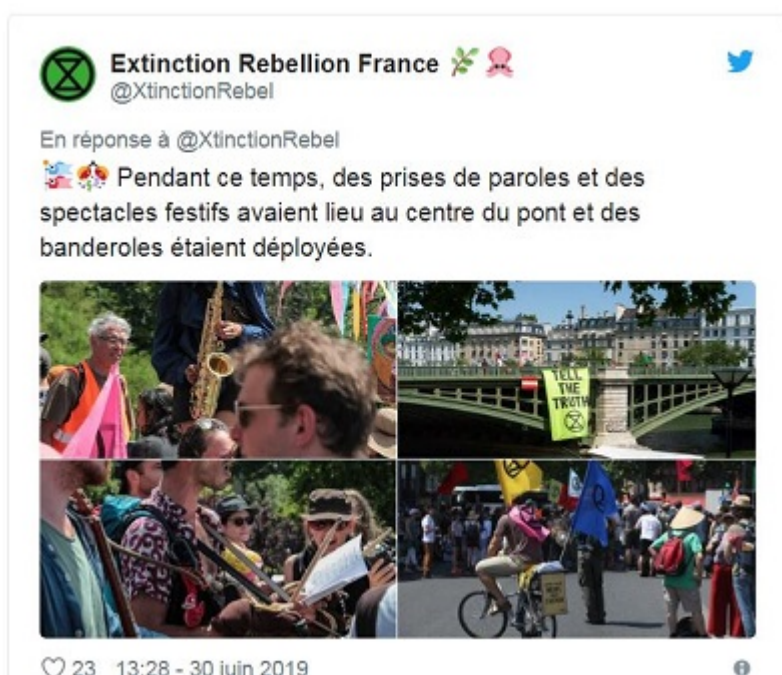 Extinction Rebellion France
@XtinctionRebel
En réponse à @XtinctionRebel
Pendant ce temps, des prises de paroles et des
spectacles festifs avaient lieu au centre du pont et des
banderoles étaient déployées.
TELL
THE
TRUTH
23 13:28 - 30 juin 2019